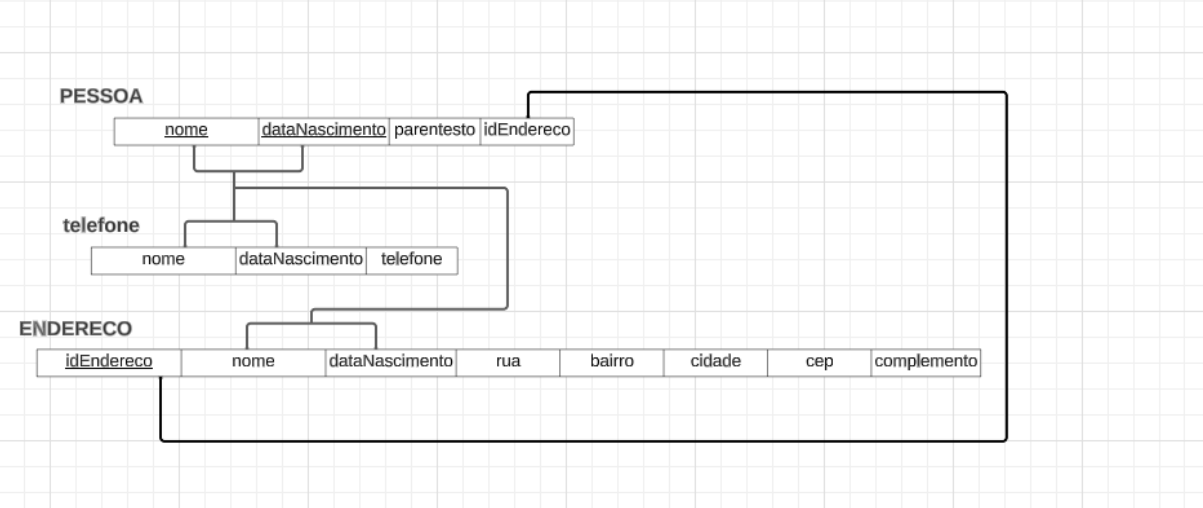 PESSOA
nome dataNascimento parentesto idEndereco
telefone
nome dataNascimento telefone
ENDERECO
idEndereco nome dataNascimento rua bairro cidade cep complemento